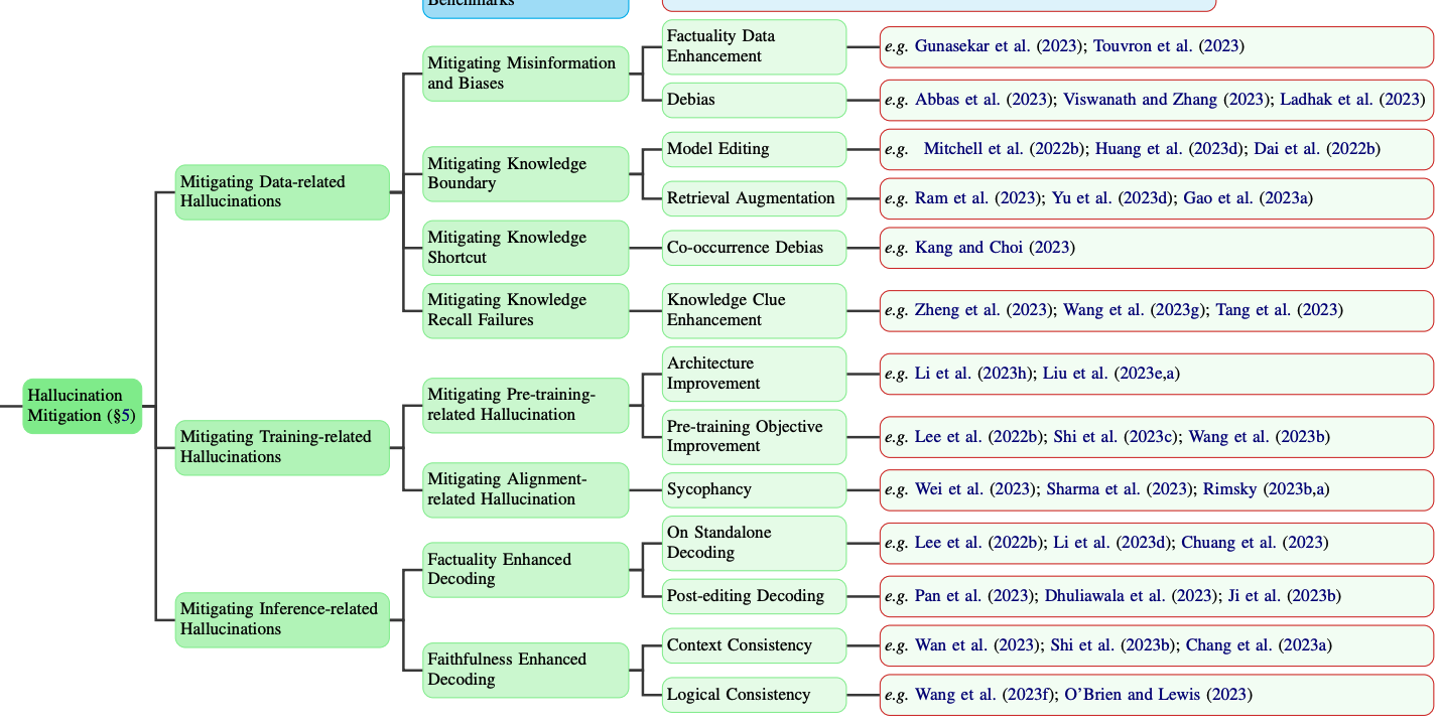 Benchmarks
Factuality Data
Enhancement
e.g. Gunasekar et al. (2023); Touvron et al. (2023)
Mitigating Misinformation
and Biases
Debias
e.g. Abbas et al. (2023); Viswanath and Zhang (2023); Ladhak et al. (2023)
Model Editing
e.g. Mitchell et al. (2022b); Huang et al. (2023d); Dai et al. (2022b)
Mitigating Knowledge
Boundary
Mitigating Data-related
Hallucinations
Retrieval Augmentation
e.g. Ram et al. (2023); Yu et al. (2023d); Gao et al. (2023a)
Mitigating Knowledge
Shortcut
Co-occurrence Debias
e.g. Kang and Choi (2023)
Mitigating Knowledge
Recall Failures
Knowledge Clue
Enhancement
e.g. Zheng et al. (2023); Wang et al. (2023g); Tang et al. (2023)
Architecture
Improvement
e.g. Li et al. (2023h); Liu et al. (2023e,a)
Hallucination
Mitigation (§5)
Mitigating Pre-training-
related Hallucination
Pre-training Objective
Improvement
e.g. Lee et al. (2022b); Shi et al. (2023c); Wang et al. (2023b)
Mitigating Training-related
Hallucinations
Mitigating Alignment-
related Hallucination
Sycophancy
e.g. Wei et al. (2023); Sharma et al. (2023); Rimsky (2023b,a)
On Standalone
Decoding
e.g. Lee et al. (2022b); Li et al. (2023d); Chuang et al. (2023)
Factuality Enhanced
Decoding
Post-editing Decoding
e.g. Pan et al. (2023); Dhuliawala et al. (2023); Ji et al. (2023b)
Mitigating Inference-related
Hallucinations
Context Consistency
e.g. Wan et al. (2023); Shi et al. (2023b); Chang et al. (2023a)
Faithfulness Enhanced
Decoding
Logical Consistency
e.g. Wang et al. (2023f); O'Brien and Lewis (2023)